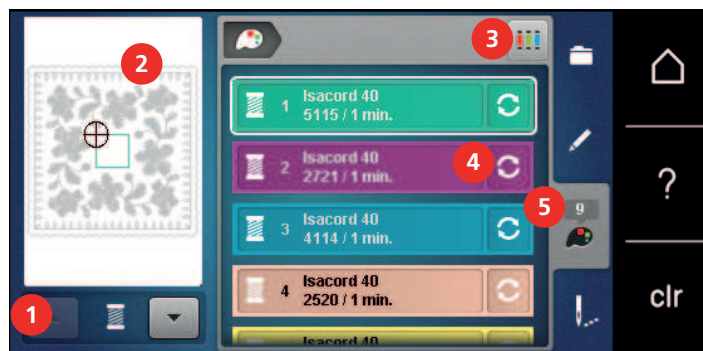 2
3
1 Isacord 40
5115 / 1 min.
2 Isacord 40
2721 / 1 min.
4
5
9
3 Isacord 40
4114 / 1 min.
4 Isacord 40
2520 / 1 min.
Isacord 40
1
?
clr